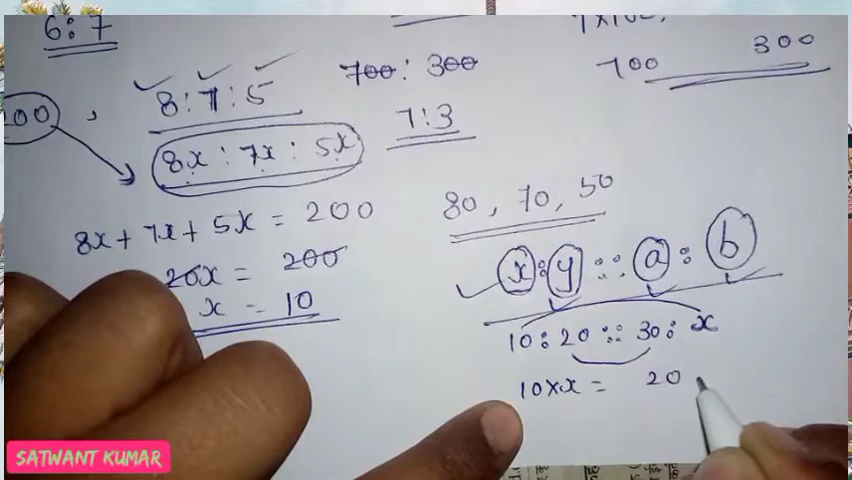 6:7
700 300
700 : 300
200 , 8:7:5
7:3
8x : 7x : 5x
80, 70, 50
8x + 7x + 5x = 200
20x = 200
x = 10
x:y :: a:b
10:20 :: 30:x
10×x = 20
SATWANT KUMAR